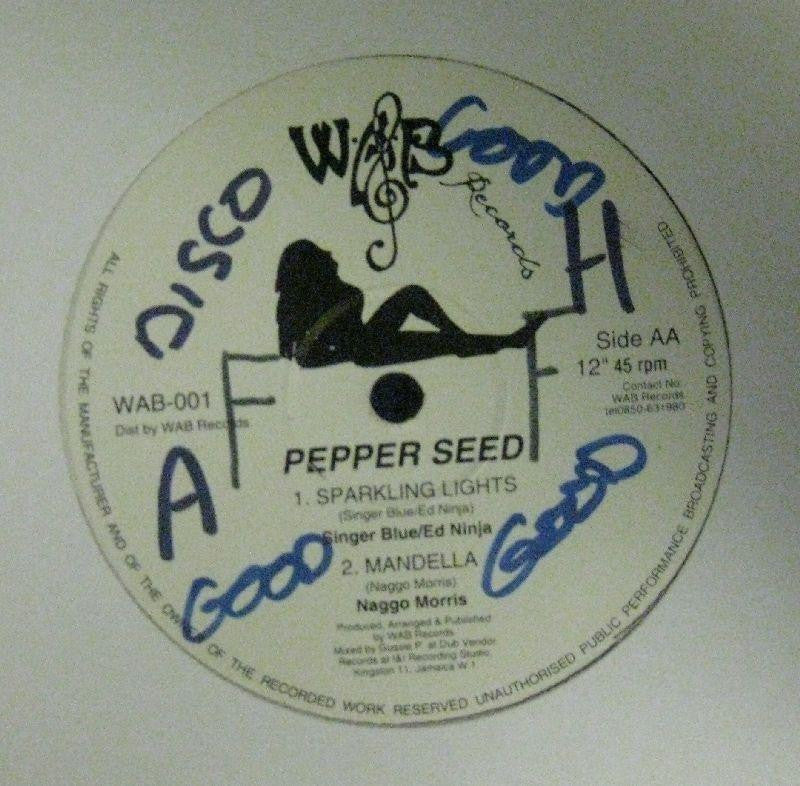 DISCO
W&B
Records
GOOD
H
Side AA
12" 45 rpm
Contact No.
WAB Records
tel0850-631980
WAB-001
Dist by WAB Records
F
F
A
PEPPER SEED
1. SPARKLING LIGHTS
(Singer Blue/Ed Ninja)
Singer Blue/Ed Ninja
2. MANDELLA
(Naggo Morris)
Naggo Morris
GOOD
GOOD
Produced, Arranged & Published
by WAB Records
Mixed by Gussie P. at Dub Vendor
Records at I&I Recording Studio,
Kingston 11, Jamaica W.1
ALL RIGHTS OF THE MANUFACTURER AND OF THE OW OF THE RECORDED WORK RESERVED UNAUTHORISED PUBLIC PERFORMANCE BROADCASTING AND COPYING PROHIBITED